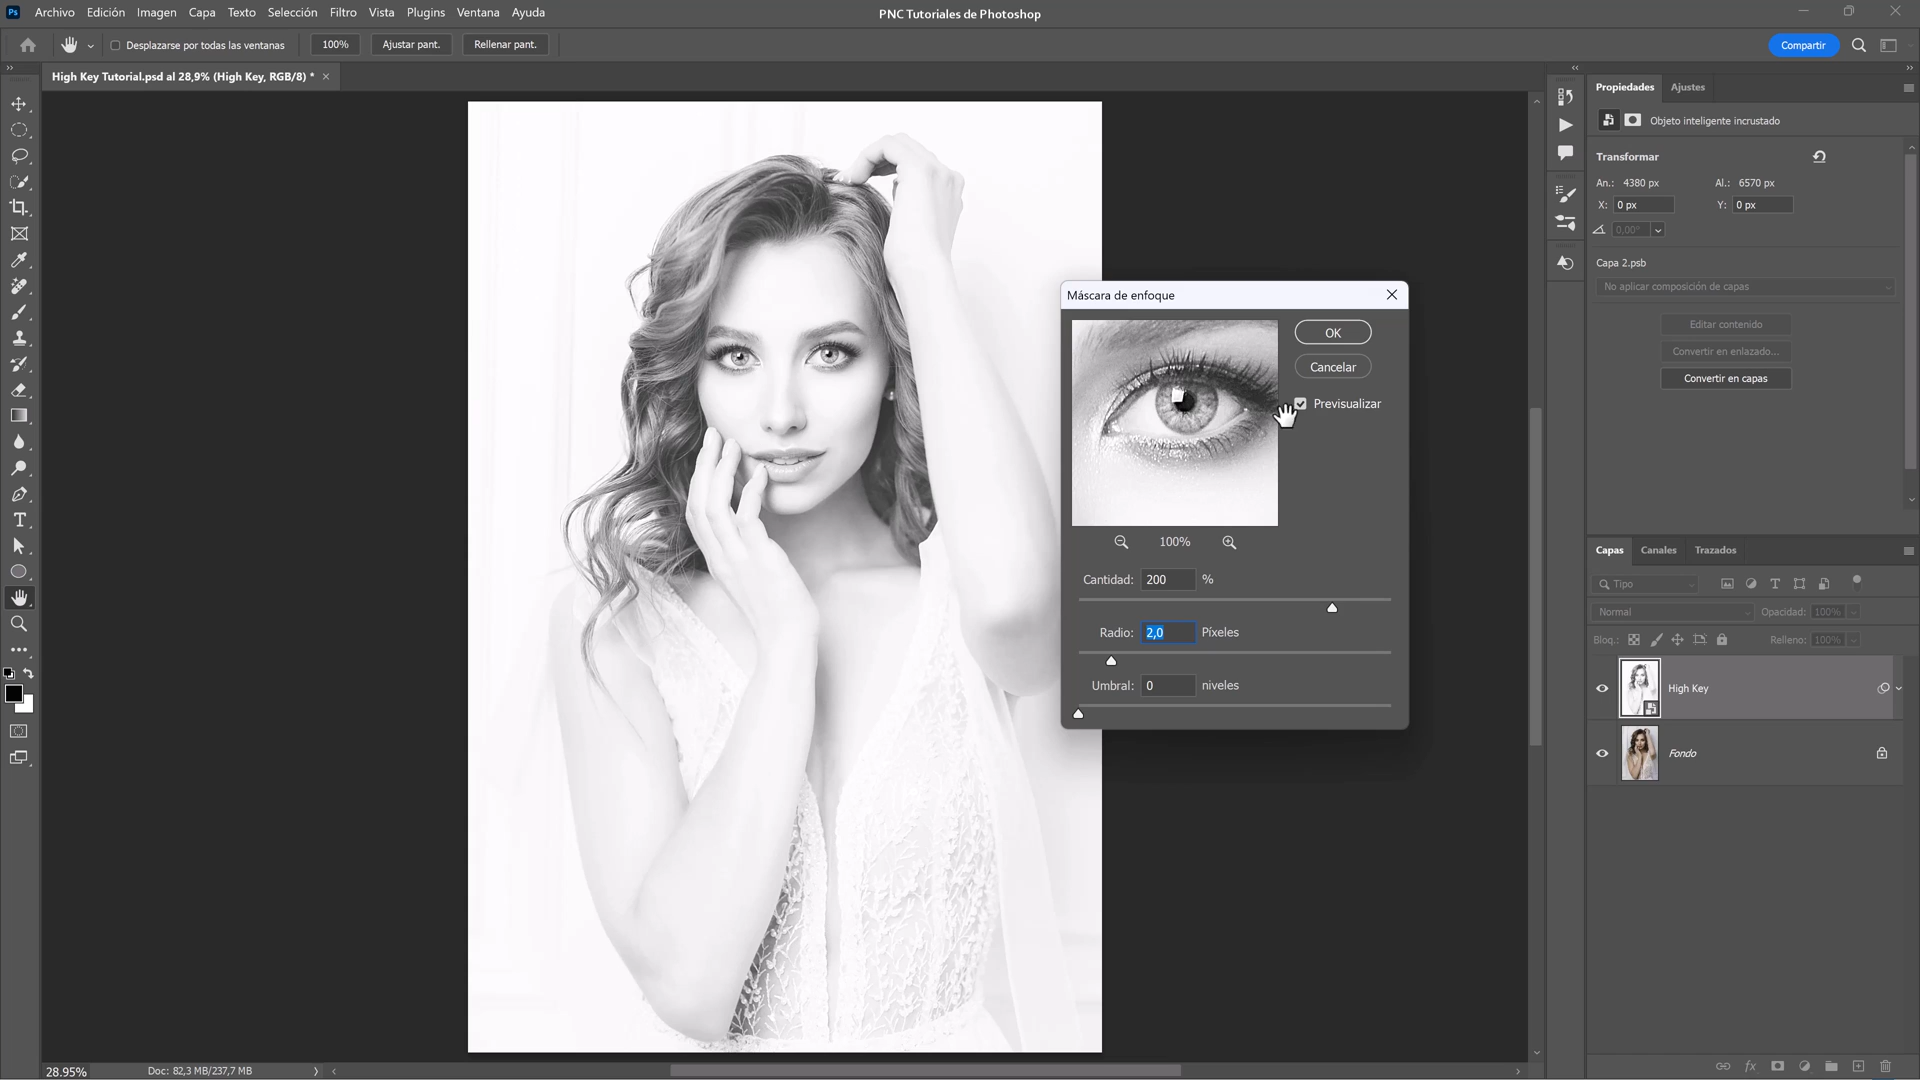 Ps Archivo Edición Imagen Capa Texto Selección Filtro Vista Plugins Ventana Ayuda
PNC Tutoriales de Photoshop
Desplazarse por todas las ventanas 100% Ajustar pant. Rellenar pant.
Compartir
High Key Tutorial.psd al 28,9% (High Key, RGB/8) * ×
Propiedades Ajustes
Objeto inteligente incrustado
Transformar
An.: 4380 px Al.: 6570 px
X: 0 px Y: 0 px
0,00°
Capa 2.psb
No aplicar composición de capas
Editar contenido
Convertir en enlazado...
Convertir en capas
Máscara de enfoque
OK
Cancelar
Previsualizar
100%
Cantidad: 200 %
Radio: 2,0 Píxeles
Umbral: 0 niveles
Capas Canales Trazados
Tipo
Normal Opacidad: 100%
Bloq.: Relleno: 100%
High Key
Fondo
28.95% Doc: 82,3 MB/237,7 MB
fx